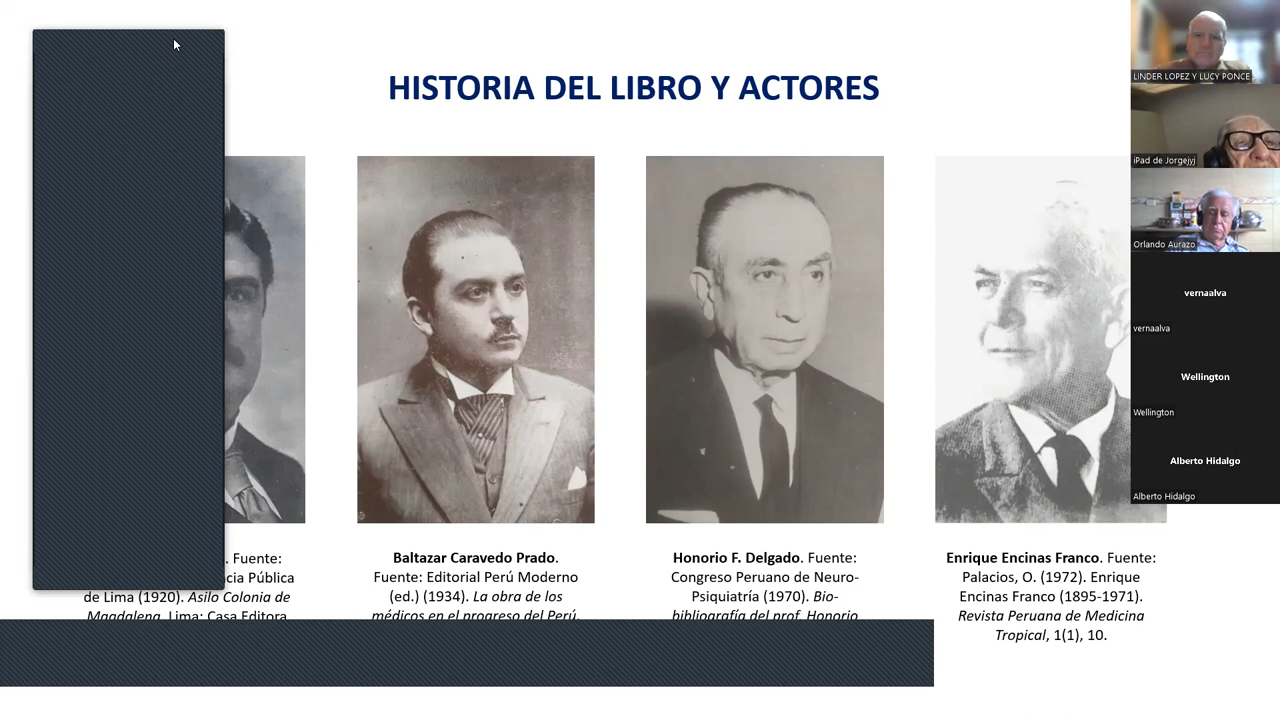 HISTORIA DEL LIBRO Y ACTORES
. Fuente:
cia Pública
de Lima (1920). Asilo Colonia de
Magdalena. Lima: Casa Editora
Baltazar Caravedo Prado.
Fuente: Editorial Perú Moderno
(ed.) (1934). La obra de los
médicos en el progreso del Perú.
Honorio F. Delgado. Fuente:
Congreso Peruano de Neuro-
Psiquiatría (1970). Bio-
bibliografía del prof. Honorio
Enrique Encinas Franco. Fuente:
Palacios, O. (1972). Enrique
Encinas Franco (1895-1971).
Revista Peruana de Medicina
Tropical, 1(1), 10.
LINDER LOPEZ Y LUCY PONCE
iPad de Jorgejyj
Orlando Aurazo
vernaalva
vernaalva
Wellington
Wellington
Alberto Hidalgo
Alberto Hidalgo